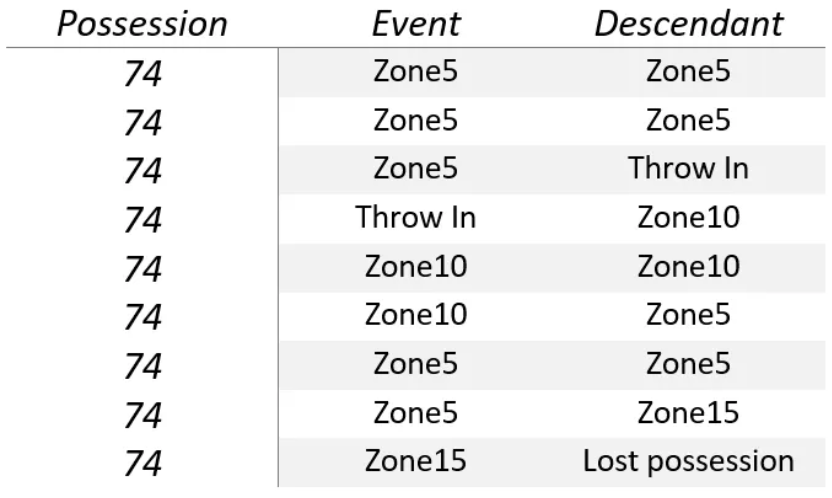 Possession Event Descendant
74 Zone5 Zone5
74 Zone5 Zone5
74 Zone5 Throw In
74 Throw In Zone10
74 Zone10 Zone10
74 Zone10 Zone5
74 Zone5 Zone5
74 Zone5 Zone15
74 Zone15 Lost possession